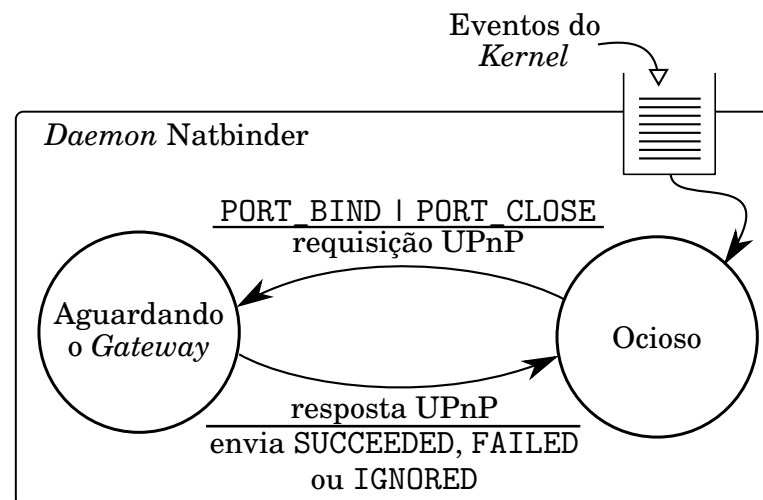 Eventos do
Kernel
Daemon Natbinder
PORT_BIND | PORT_CLOSE
requisição UPnP
Aguardando
o Gateway
Ocioso
resposta UPnP
envia SUCCEEDED, FAILED
ou IGNORED